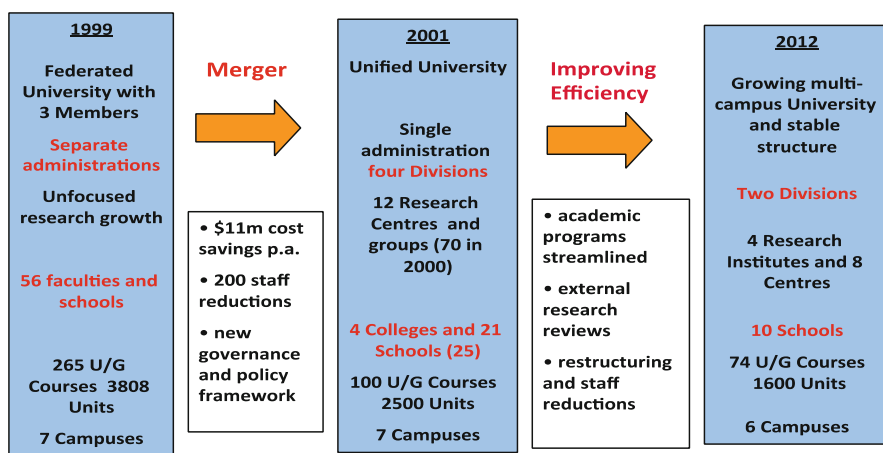 1999
Federated
University with
3 Members
Separate
administrations
Unfocused
research growth
56 faculties and
schools
265 U/G
Courses 3808
Units
7 Campuses
Merger
• $11m cost
savings p.a.
• 200 staff
reductions
• new
governance
and policy
framework
2001
Unified University
Single
administration
four Divisions
12 Research
Centres and
groups (70 in
2000)
4 Colleges and 21
Schools (25)
100 U/G Courses
2500 Units
7 Campuses
Improving
Efficiency
• academic
programs
streamlined
• external
research
reviews
• restructuring
and staff
reductions
2012
Growing multi-
campus University
and stable
structure
Two Divisions
4 Research
Institutes and 8
Centres
10 Schools
74 U/G Courses
1600 Units
6 Campuses